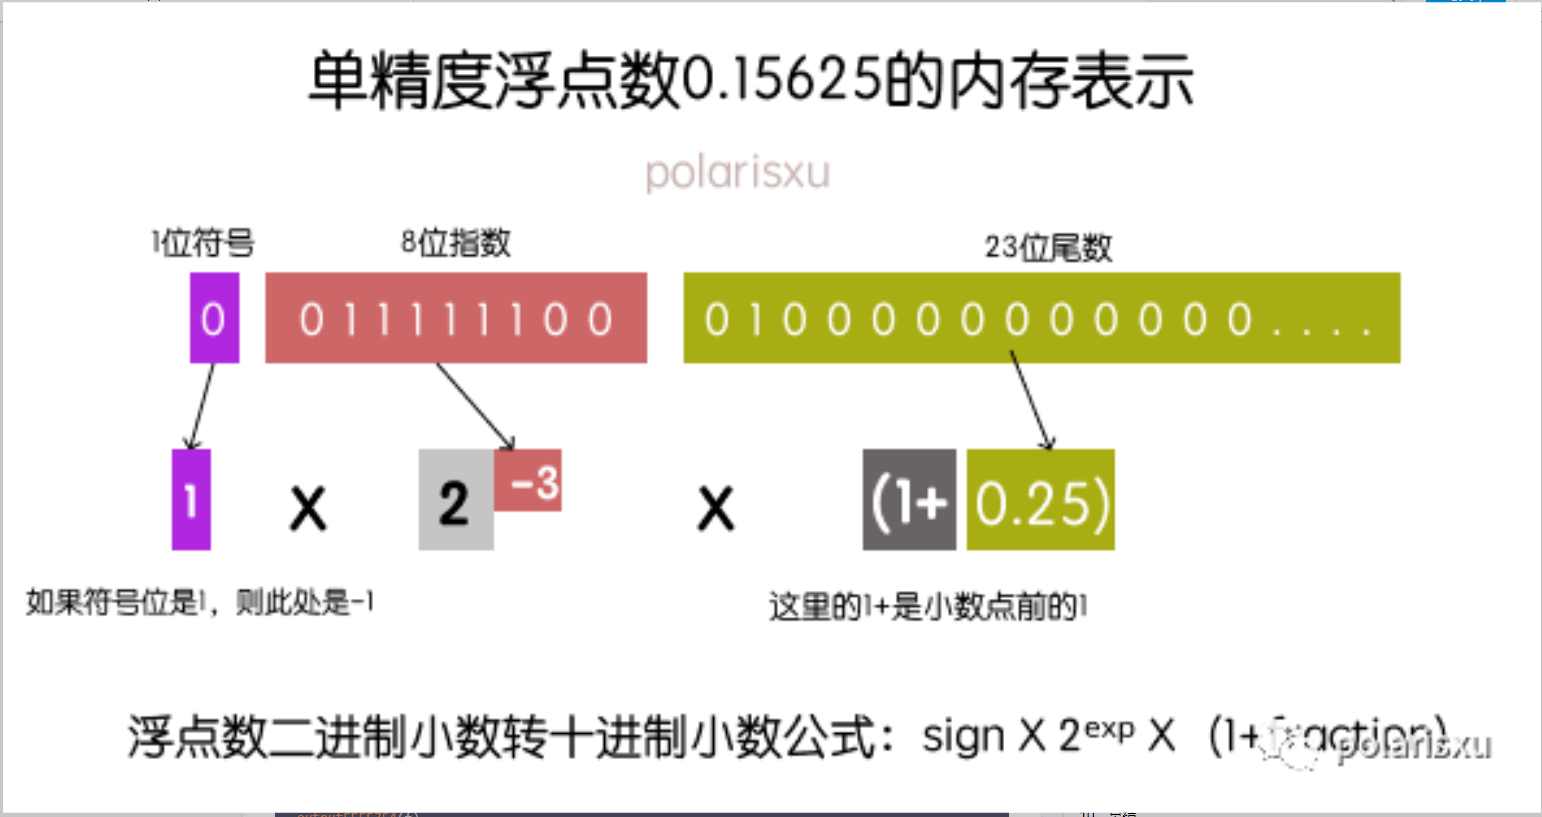 单精度浮点数0.15625的内存表示
polarisxu
1位符号 8位指数 23位尾数
0 0 1 1 1 1 1 1 0 0 0 1 0 0 0 0 0 0 0 0 0 0 0 . . . .
1 X 2 -3 X (1+ 0.25)
如果符号位是1，则此处是-1 这里的1+是小数点前的1
浮点数二进制小数转十进制小数公式：sign X 2exp X (1+fraction)
polarisxu